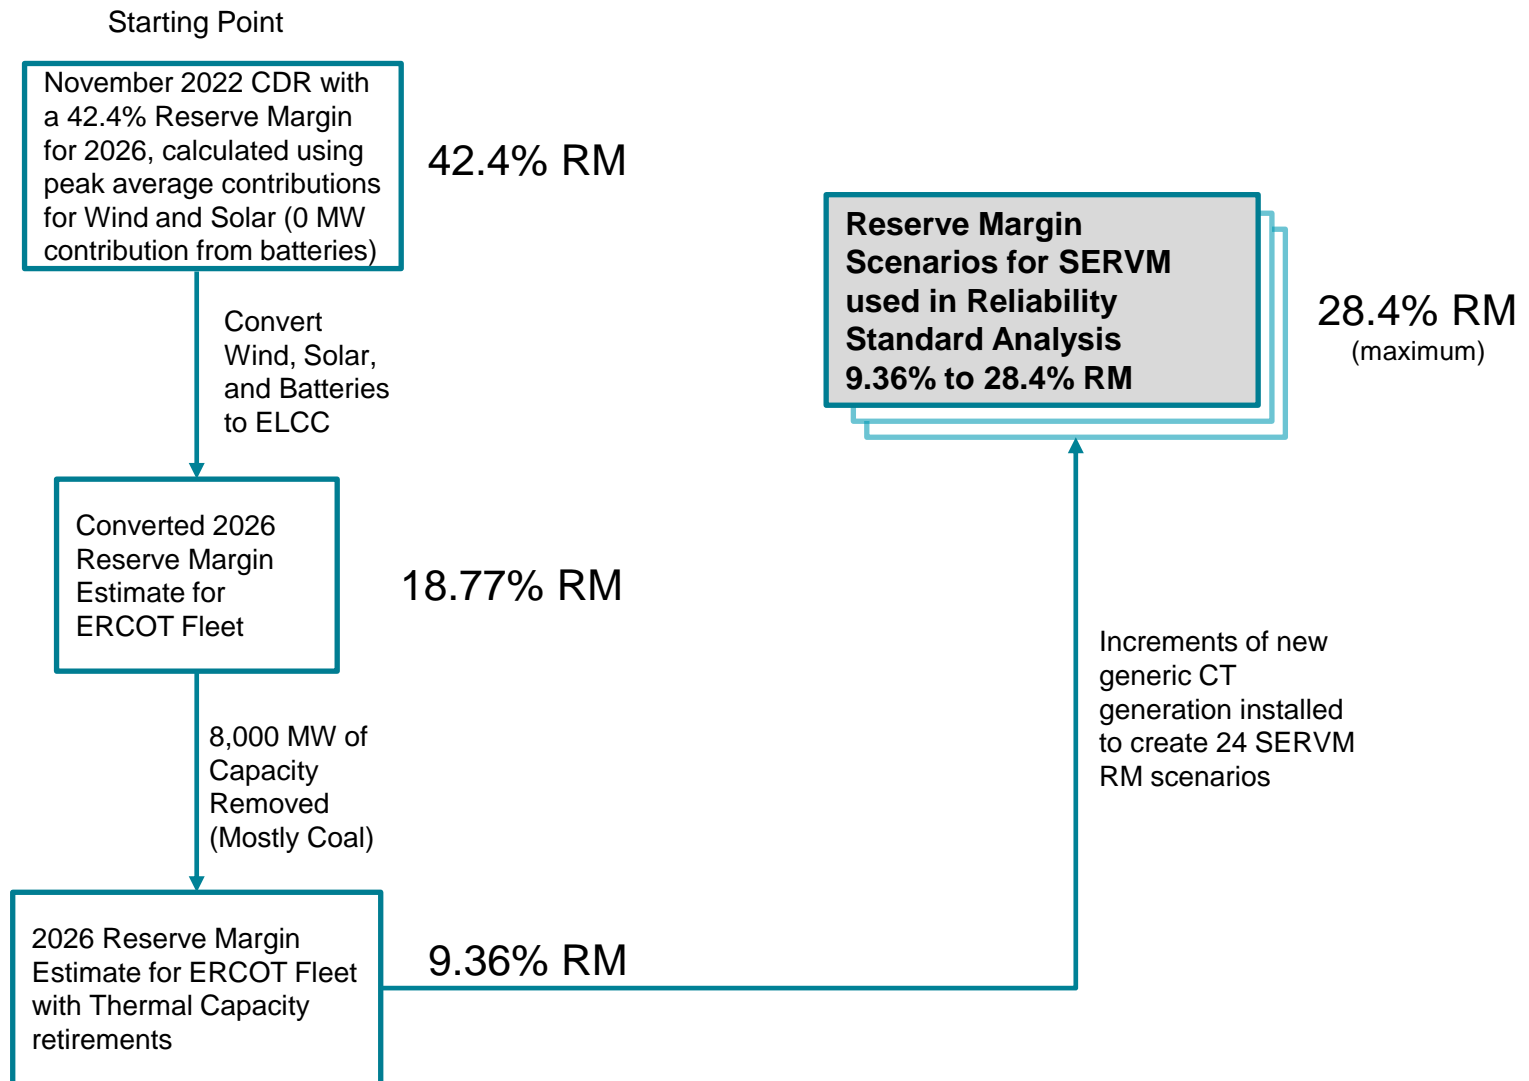 Starting Point
November 2022 CDR with
a 42.4% Reserve Margin
for 2026, calculated using
peak average contributions
for Wind and Solar (0 MW
contribution from batteries)
42.4% RM
Convert
Wind, Solar,
and Batteries
to ELCC
Converted 2026
Reserve Margin
Estimate for
ERCOT Fleet
18.77% RM
8,000 MW of
Capacity
Removed
(Mostly Coal)
2026 Reserve Margin
Estimate for ERCOT Fleet
with Thermal Capacity
retirements
9.36% RM
Increments of new
generic CT
generation installed
to create 24 SERVM
RM scenarios
Reserve Margin
Scenarios for SERVM
used in Reliability
Standard Analysis
9.36% to 28.4% RM
28.4% RM
(maximum)